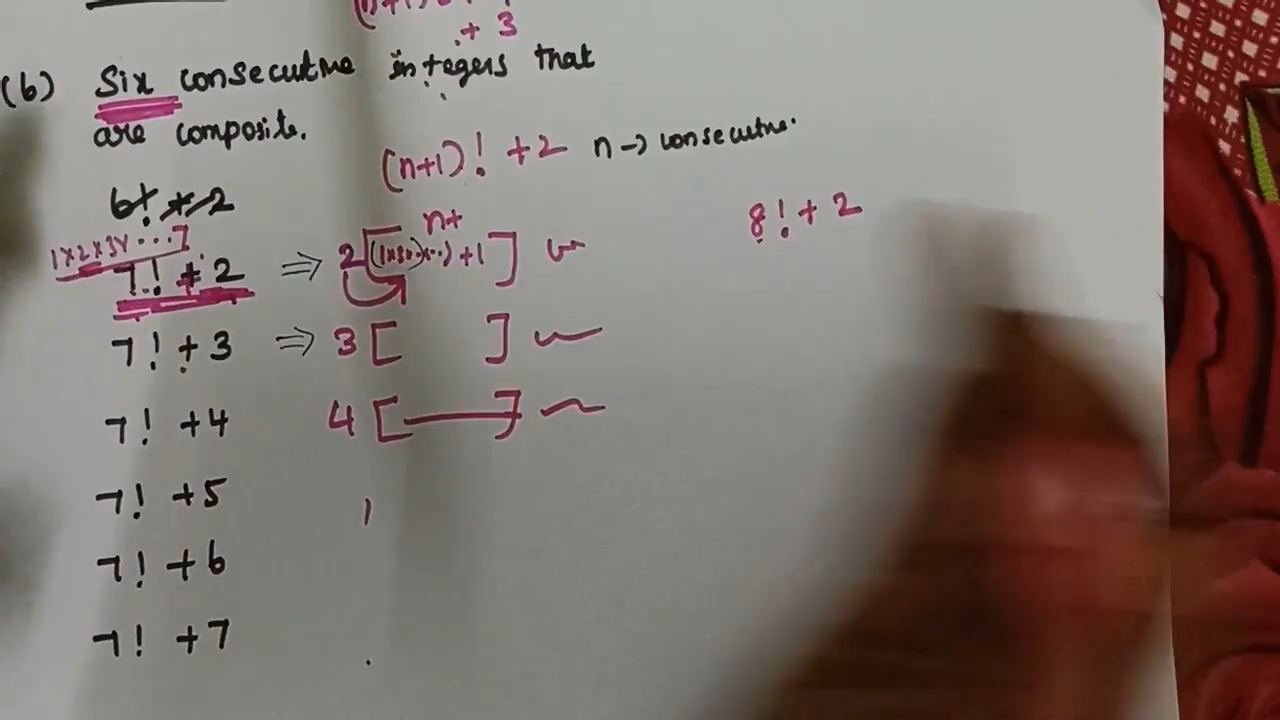 + 3
(b) Six consecutive integers that
are composite.
(n+1)! + 2 n → consecutive.
6! + 2
8! + 2
n+
1×2×3×...]
7! + 2 ⇒ 2[(1×3×...)+1]
7! + 3 ⇒ 3[ ]
7! + 4 4[ ]
7! + 5
7! + 6
7! + 7